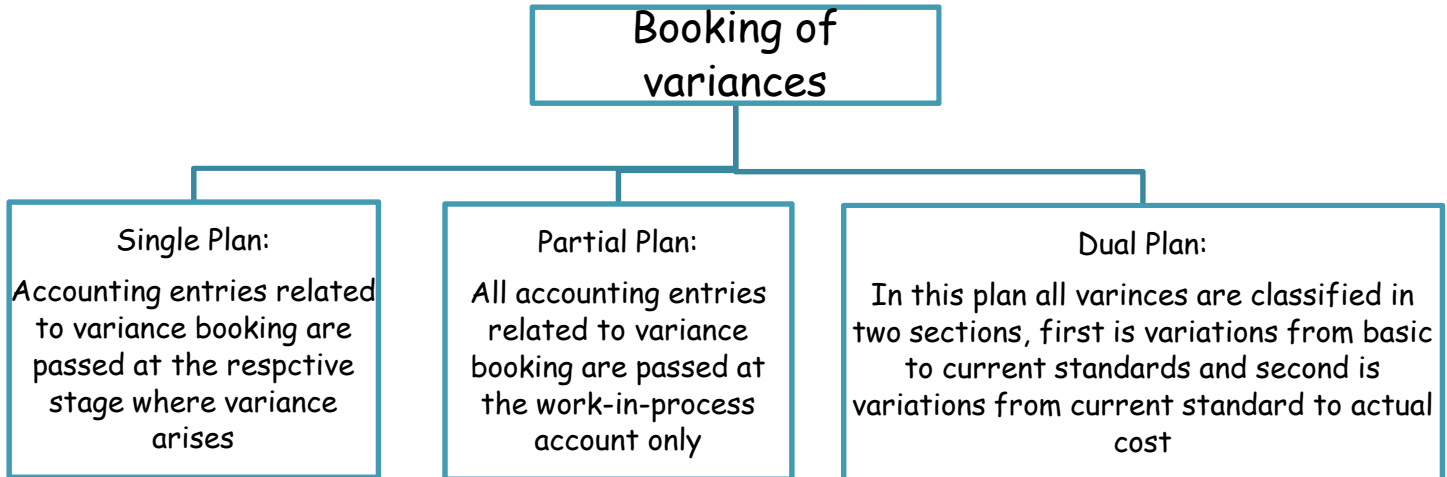 Booking of
variances
Single Plan:
Accounting entries related
to variance booking are
passed at the respctive
stage where variance
arises
Partial Plan:
All accounting entries
related to variance
booking are passed at
the work-in-process
account only
Dual Plan:
In this plan all varinces are classified in
two sections, first is variations from basic
to current standards and second is
variations from current standard to actual
cost